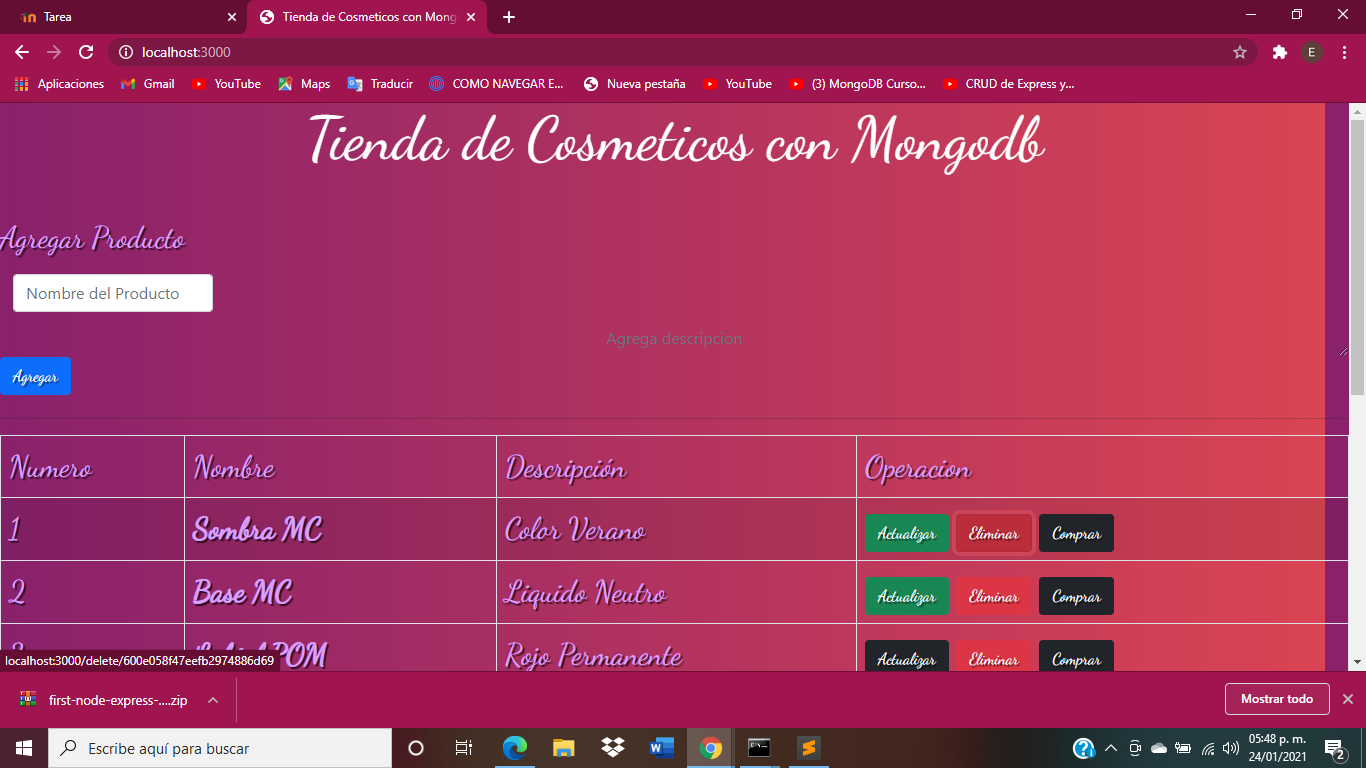 Tarea
Tienda de Cosmeticos con Mong
localhost:3000
E
Aplicaciones
Gmail
YouTube
Maps
Traducir
COMO NAVEGAR E...
Nueva pestaña
YouTube
(3) MongoDB Curso...
CRUD de Express y...
Tienda de Cosmeticos con Mongodb
Agregar Producto
Nombre del Producto
Agrega descripcion
Agregar
Numero Nombre Descripción Operacion
1 Sombra MC Color Verano Actualizar Eliminar Comprar
2 Base MC Liquido Neutro Actualizar Eliminar Comprar
POM Rojo Permanente Actualizar Eliminar Comprar
localhost:3000/delete/600e058f47eefb2974886d69
first-node-express-....zip
Mostrar todo
Escribe aquí para buscar
05:48 p. m.
24/01/2021
2